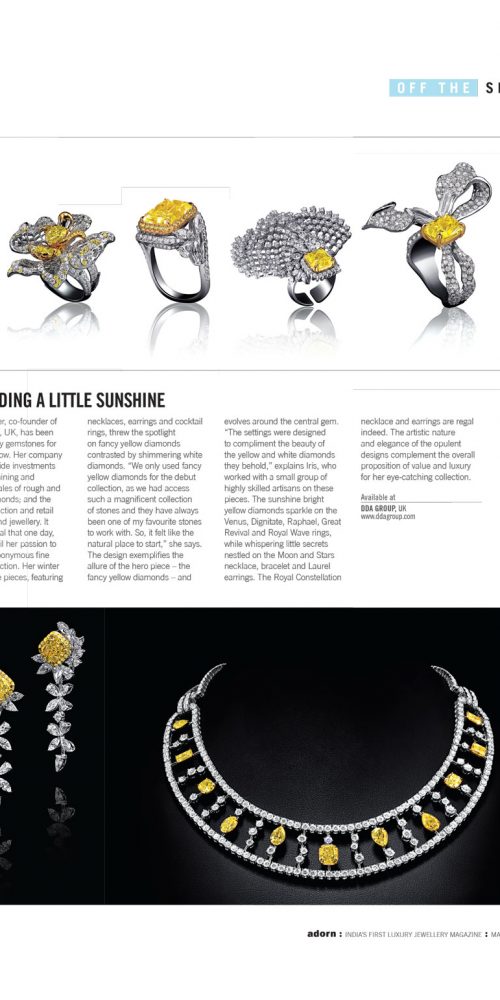 OFF THE S
DING A LITTLE SUNSHINE
er, co-founder of
, UK, has been
y gemstones for
ow. Her company
ide investments
ining and
ales of rough and
monds; and the
ction and retail
nd jewellery. It
al that one day,
il her passion to
ponymous fine
ction. Her winter
e pieces, featuring
necklaces, earrings and cocktail
rings, threw the spotlight
on fancy yellow diamonds
contrasted by shimmering white
diamonds. “We only used fancy
yellow diamonds for the debut
collection, as we had access
such a magnificent collection
of stones and they have always
been one of my favourite stones
to work with. So, it felt like the
natural place to start,” she says.
The design exemplifies the
allure of the hero piece – the
fancy yellow diamonds – and
evolves around the central gem.
“The settings were designed
to compliment the beauty of
the yellow and white diamonds
they behold,” explains Iris, who
worked with a small group of
highly skilled artisans on these
pieces. The sunshine bright
yellow diamonds sparkle on the
Venus, Dignitate, Raphael, Great
Revival and Royal Wave rings,
while whispering little secrets
nestled on the Moon and Stars
necklace, bracelet and Laurel
earrings. The Royal Constellation
necklaces and earring are regal
indeed. The artistic nature
and elegance of the opulent
designs complement the overall
proposition of value and luxury
for her eye-catching collection.
Available at
DDA GROUP, UK
www.ddagroup.com
adorn : INDIA'S FIRST LUXURY JEWELLERY MAGAZINE : MA